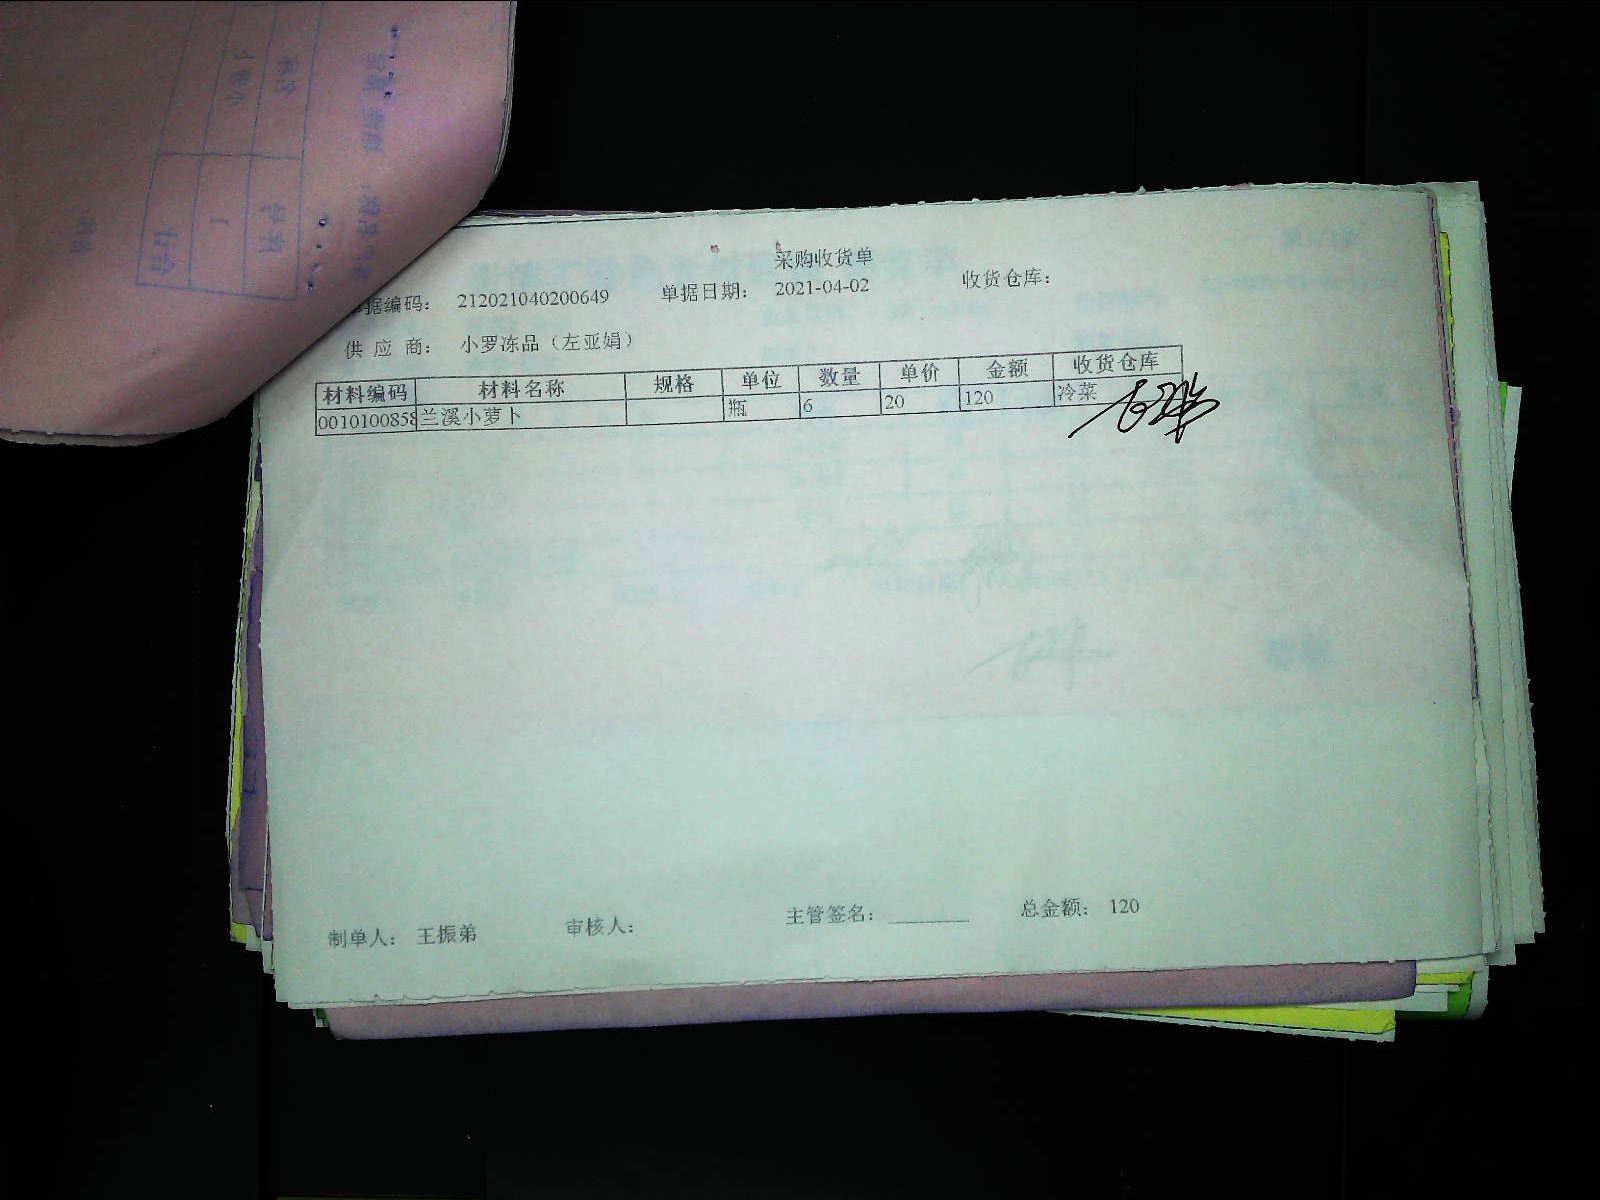 采购收货单
单据编码： 212021040200649 单据日期： 2021-04-02 收货仓库：
供 应 商： 小罗冻品（左亚娟）
材料编码 材料名称 规格 单位 数量 单价 金额 收货仓库
0010100858 兰溪小萝卜 瓶 6 20 120 冷菜
制单人： 王振弟 审核人： 主管签名： ________ 总金额： 120